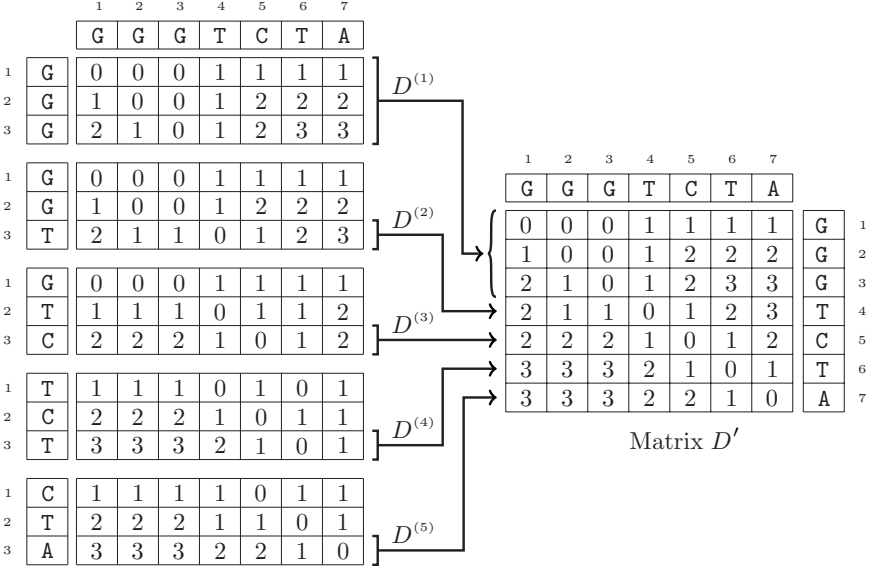 1 2 3 4 5 6 7
G G G T C T A
1 G 0 0 0 1 1 1 1
2 G 1 0 0 1 2 2 2
3 G 2 1 0 1 2 3 3
D(1)
1 G 0 0 0 1 1 1 1
2 G 1 0 0 1 2 2 2
3 T 2 1 1 0 1 2 3
D(2)
1 G 0 0 0 1 1 1 1
2 T 1 1 1 0 1 1 2
3 C 2 2 2 1 0 1 2
D(3)
1 T 1 1 1 0 1 0 1
2 C 2 2 2 1 0 1 1
3 T 3 3 3 2 1 0 1
D(4)
1 C 1 1 1 1 0 1 1
2 T 2 2 2 1 1 0 1
3 A 3 3 3 2 2 1 0
D(5)
1 2 3 4 5 6 7
G G G T C T A
0 0 0 1 1 1 1 G 1
1 0 0 1 2 2 2 G 2
2 1 0 1 2 3 3 G 3
2 1 1 0 1 2 3 T 4
2 2 2 1 0 1 2 C 5
3 3 3 2 1 0 1 T 6
3 3 3 2 2 1 0 A 7
Matrix D′